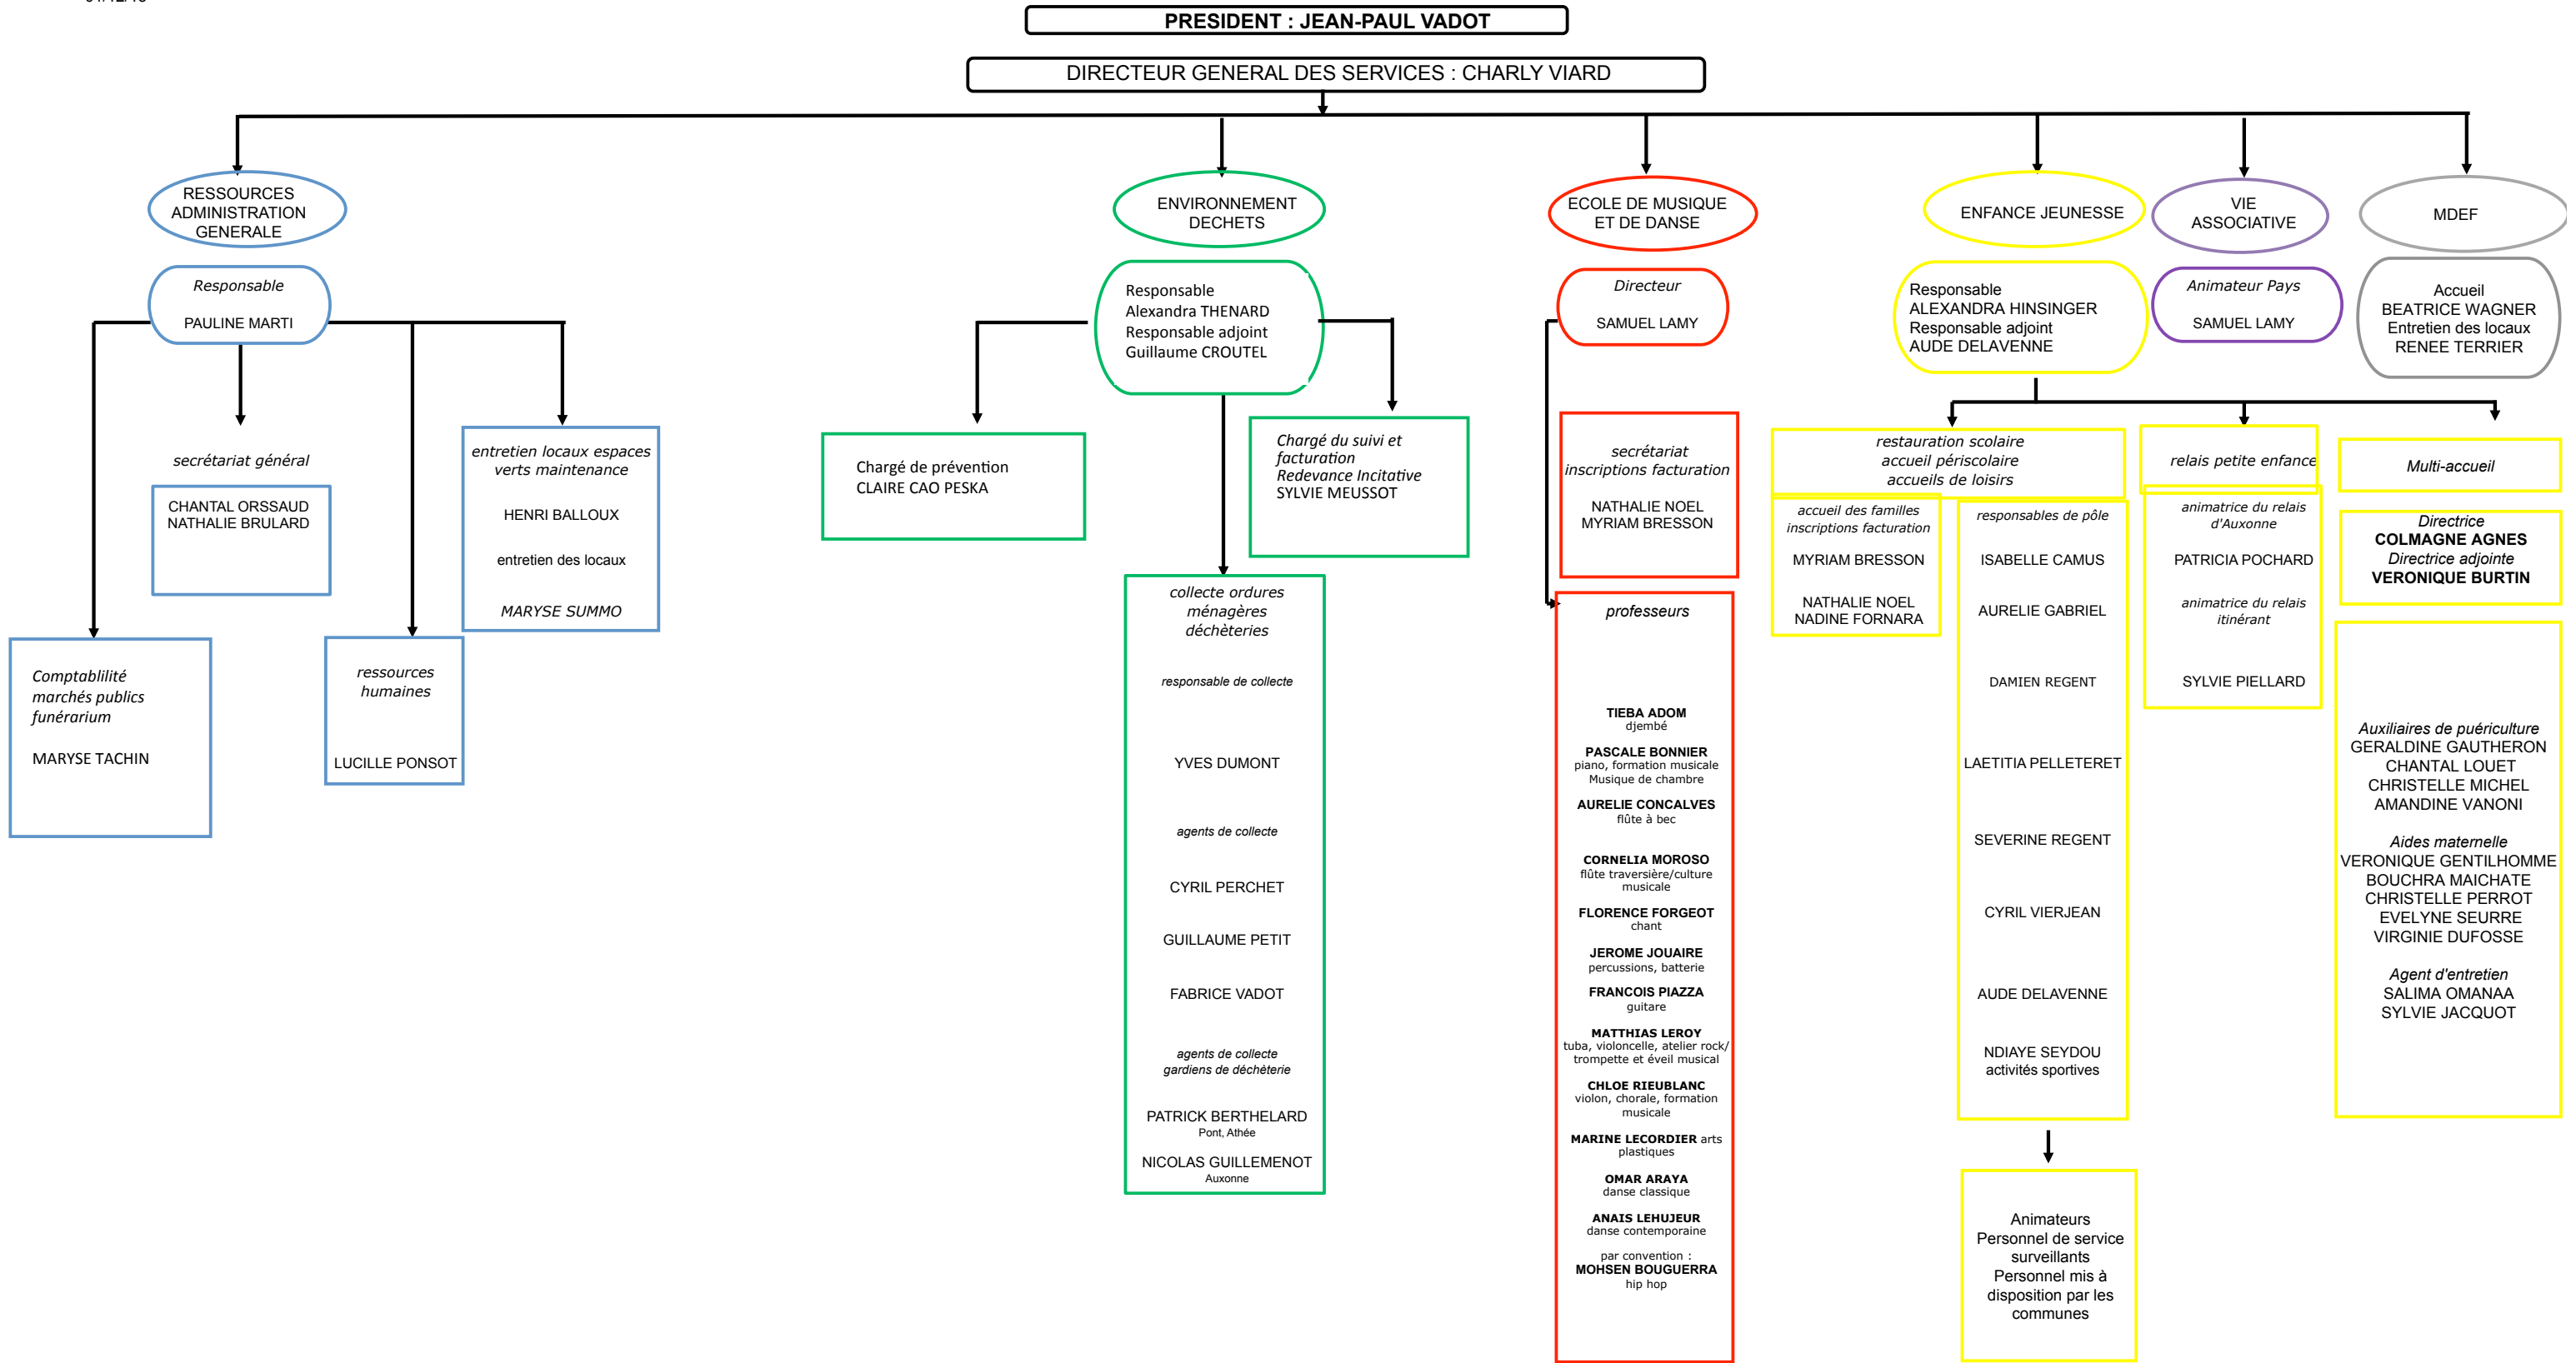 PRESIDENT : JEAN-PAUL VADOT
DIRECTEUR GENERAL DES SERVICES : CHARLY VIARD
RESSOURCES
ADMINISTRATION
GENERALE
Responsable
PAULINE MARTI
secrétariat général
CHANTAL ORSSAUD
NATHALIE BRULARD
entretien locaux espaces
verts maintenance
HENRI BALLOUX
entretien des locaux
MARYSE SUMMO
Comptablilité
marchés publics
funérarium
MARYSE TACHIN
ressources
humaines
LUCILLE PONSOT
ENVIRONNEMENT
DECHETS
Responsable
Alexandra THENARD
Responsable adjoint
Guillaume CROUTEL
Chargé de prévention
CLAIRE CAO PESKA
Chargé du suivi et
facturation
Redevance Incitative
SYLVIE MEUSSOT
collecte ordures
ménagères
déchèteries
responsable de collecte
YVES DUMONT
agents de collecte
CYRIL PERCHET
GUILLAUME PETIT
FABRICE VADOT
agents de collecte
gardiens de déchèterie
PATRICK BERTHELARD
Pont, Athée
NICOLAS GUILLEMENOT
Auxonne
ECOLE DE MUSIQUE
ET DE DANSE
Directeur
SAMUEL LAMY
secrétariat
inscriptions facturation
NATHALIE NOEL
MYRIAM BRESSON
professeurs
TIEBA ADOM
djembé
PASCALE BONNIER
piano, formation musicale
Musique de chambre
AURELIE CONCALVES
flûte à bec
CORNELIA MOROSO
flûte traversière/culture
musicale
FLORENCE FORGEOT
chant
JEROME JOUAIRE
percussions, batterie
FRANCOIS PIAZZA
guitare
MATTHIAS LEROY
tuba, violoncelle, atelier rock/
trompette et éveil musical
CHLOE RIEUBLANC
violon, chorale, formation
musicale
MARINE LECORDIER arts
plastiques
OMAR ARAYA
danse classique
ANAIS LEHUJEUR
danse contemporaine
par convention :
MOHSEN BOUGUERRA
hip hop
ENFANCE JEUNESSE
Responsable
ALEXANDRA HINSINGER
Responsable adjoint
AUDE DELAVENNE
restauration scolaire
accueil périscolaire
accueils de loisirs
accueil des familles
inscriptions facturation
MYRIAM BRESSON
NATHALIE NOEL
NADINE FORNARA
responsables de pôle
ISABELLE CAMUS
AURELIE GABRIEL
DAMIEN REGENT
LAETITIA PELLETERET
SEVERINE REGENT
CYRIL VIERJEAN
AUDE DELAVENNE
NDIAYE SEYDOU
activités sportives
Animateurs
Personnel de service
surveillants
Personnel mis à
disposition par les
communes
relais petite enfance
animatrice du relais
d'Auxonne
PATRICIA POCHARD
animatrice du relais
itinérant
SYLVIE PIELLARD
Multi-accueil
Directrice
COLMAGNE AGNES
Directrice adjointe
VERONIQUE BURTIN
Auxiliaires de puériculture
GERALDINE GAUTHERON
CHANTAL LOUET
CHRISTELLE MICHEL
AMANDINE VANONI
Aides maternelle
VERONIQUE GENTILHOMME
BOUCHRA MAICHATE
CHRISTELLE PERROT
EVELYNE SEURRE
VIRGINIE DUFOSSE
Agent d'entretien
SALIMA OMANAA
SYLVIE JACQUOT
VIE
ASSOCIATIVE
Animateur Pays
SAMUEL LAMY
MDEF
Accueil
BEATRICE WAGNER
Entretien des locaux
RENEE TERRIER